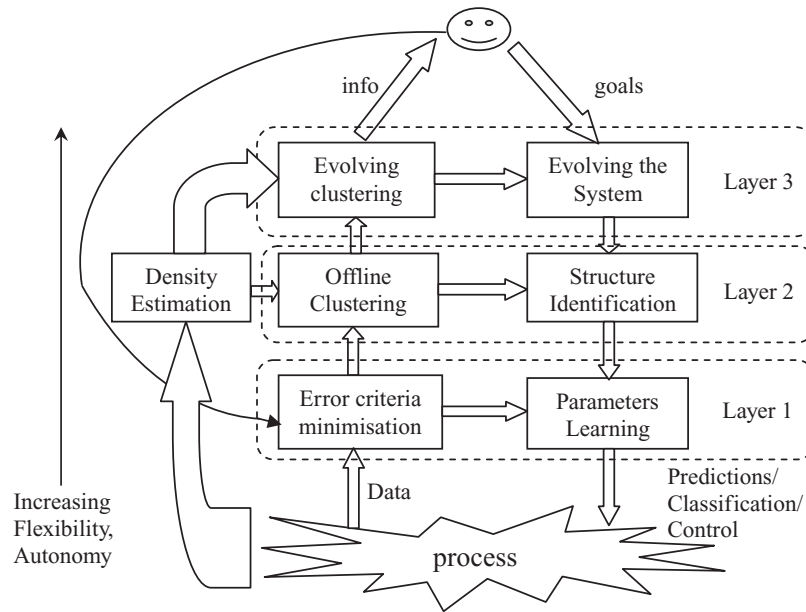 info
goals
Evolving
clustering
Evolving the
System
Layer 3
Density
Estimation
Offline
Clustering
Structure
Identification
Layer 2
Error criteria
minimisation
Parameters
Learning
Layer 1
Increasing
Flexibility,
Autonomy
Data
Predictions/
Classification/
Control
process